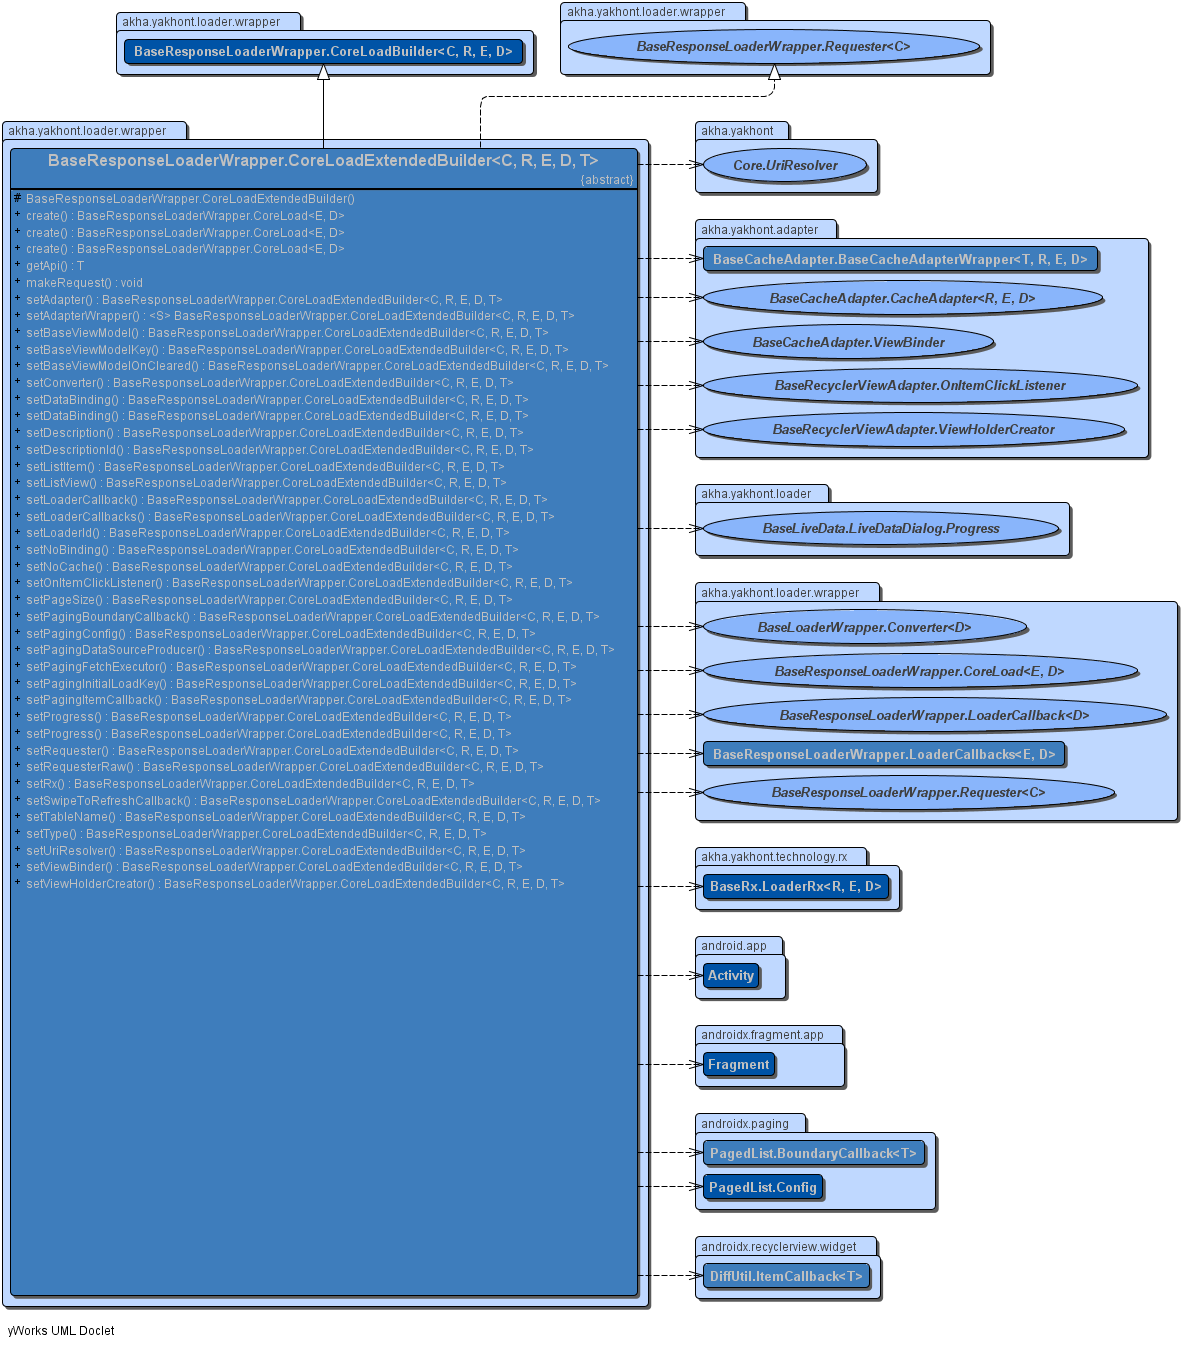 akha.yakhont.loader.wrapper
BaseResponseLoaderWrapper.CoreLoadBuilder<C, R, E, D>
akha.yakhont.loader.wrapper
BaseResponseLoaderWrapper.Requester<C>
akha.yakhont.loader.wrapper
BaseResponseLoaderWrapper.CoreLoadExtendedBuilder<C, R, E, D, T>
{abstract}
# BaseResponseLoaderWrapper.CoreLoadExtendedBuilder()
+ create() : BaseResponseLoaderWrapper.CoreLoad<E, D>
+ create() : BaseResponseLoaderWrapper.CoreLoad<E, D>
+ create() : BaseResponseLoaderWrapper.CoreLoad<E, D>
+ getApi() : T
+ makeRequest() : void
+ setAdapter() : BaseResponseLoaderWrapper.CoreLoadExtendedBuilder<C, R, E, D, T>
+ setAdapterWrapper() : <S> BaseResponseLoaderWrapper.CoreLoadExtendedBuilder<C, R, E, D, T>
+ setBaseViewModel() : BaseResponseLoaderWrapper.CoreLoadExtendedBuilder<C, R, E, D, T>
+ setBaseViewModelKey() : BaseResponseLoaderWrapper.CoreLoadExtendedBuilder<C, R, E, D, T>
+ setBaseViewModelOnCleared() : BaseResponseLoaderWrapper.CoreLoadExtendedBuilder<C, R, E, D, T>
+ setConverter() : BaseResponseLoaderWrapper.CoreLoadExtendedBuilder<C, R, E, D, T>
+ setDataBinding() : BaseResponseLoaderWrapper.CoreLoadExtendedBuilder<C, R, E, D, T>
+ setDataBinding() : BaseResponseLoaderWrapper.CoreLoadExtendedBuilder<C, R, E, D, T>
+ setDescription() : BaseResponseLoaderWrapper.CoreLoadExtendedBuilder<C, R, E, D, T>
+ setDescriptionId() : BaseResponseLoaderWrapper.CoreLoadExtendedBuilder<C, R, E, D, T>
+ setListItem() : BaseResponseLoaderWrapper.CoreLoadExtendedBuilder<C, R, E, D, T>
+ setListView() : BaseResponseLoaderWrapper.CoreLoadExtendedBuilder<C, R, E, D, T>
+ setLoaderCallback() : BaseResponseLoaderWrapper.CoreLoadExtendedBuilder<C, R, E, D, T>
+ setLoaderCallbacks() : BaseResponseLoaderWrapper.CoreLoadExtendedBuilder<C, R, E, D, T>
+ setLoaderId() : BaseResponseLoaderWrapper.CoreLoadExtendedBuilder<C, R, E, D, T>
+ setNoBinding() : BaseResponseLoaderWrapper.CoreLoadExtendedBuilder<C, R, E, D, T>
+ setNoCache() : BaseResponseLoaderWrapper.CoreLoadExtendedBuilder<C, R, E, D, T>
+ setOnItemClickListener() : BaseResponseLoaderWrapper.CoreLoadExtendedBuilder<C, R, E, D, T>
+ setPageSize() : BaseResponseLoaderWrapper.CoreLoadExtendedBuilder<C, R, E, D, T>
+ setPagingBoundaryCallback() : BaseResponseLoaderWrapper.CoreLoadExtendedBuilder<C, R, E, D, T>
+ setPagingConfig() : BaseResponseLoaderWrapper.CoreLoadExtendedBuilder<C, R, E, D, T>
+ setPagingDataSourceProducer() : BaseResponseLoaderWrapper.CoreLoadExtendedBuilder<C, R, E, D, T>
+ setPagingFetchExecutor() : BaseResponseLoaderWrapper.CoreLoadExtendedBuilder<C, R, E, D, T>
+ setPagingInitialLoadKey() : BaseResponseLoaderWrapper.CoreLoadExtendedBuilder<C, R, E, D, T>
+ setPagingItemCallback() : BaseResponseLoaderWrapper.CoreLoadExtendedBuilder<C, R, E, D, T>
+ setProgress() : BaseResponseLoaderWrapper.CoreLoadExtendedBuilder<C, R, E, D, T>
+ setProgress() : BaseResponseLoaderWrapper.CoreLoadExtendedBuilder<C, R, E, D, T>
+ setRequester() : BaseResponseLoaderWrapper.CoreLoadExtendedBuilder<C, R, E, D, T>
+ setRequesterRaw() : BaseResponseLoaderWrapper.CoreLoadExtendedBuilder<C, R, E, D, T>
+ setRx() : BaseResponseLoaderWrapper.CoreLoadExtendedBuilder<C, R, E, D, T>
+ setSwipeToRefreshCallback() : BaseResponseLoaderWrapper.CoreLoadExtendedBuilder<C, R, E, D, T>
+ setTableName() : BaseResponseLoaderWrapper.CoreLoadExtendedBuilder<C, R, E, D, T>
+ setType() : BaseResponseLoaderWrapper.CoreLoadExtendedBuilder<C, R, E, D, T>
+ setUriResolver() : BaseResponseLoaderWrapper.CoreLoadExtendedBuilder<C, R, E, D, T>
+ setViewBinder() : BaseResponseLoaderWrapper.CoreLoadExtendedBuilder<C, R, E, D, T>
+ setViewHolderCreator() : BaseResponseLoaderWrapper.CoreLoadExtendedBuilder<C, R, E, D, T>
akha.yakhont
Core.UriResolver
akha.yakhont.adapter
BaseCacheAdapter.BaseCacheAdapterWrapper<T, R, E, D>
BaseCacheAdapter.CacheAdapter<R, E, D>
BaseCacheAdapter.ViewBinder
BaseRecyclerViewAdapter.OnItemClickListener
BaseRecyclerViewAdapter.ViewHolderCreator
akha.yakhont.loader
BaseLiveData.LiveDataDialog.Progress
akha.yakhont.loader.wrapper
BaseLoaderWrapper.Converter<D>
BaseResponseLoaderWrapper.CoreLoad<E, D>
BaseResponseLoaderWrapper.LoaderCallback<D>
BaseResponseLoaderWrapper.LoaderCallbacks<E, D>
BaseResponseLoaderWrapper.Requester<C>
akha.yakhont.technology.rx
BaseRx.LoaderRx<R, E, D>
android.app
Activity
androidx.fragment.app
Fragment
androidx.paging
PagedList.BoundaryCallback<T>
PagedList.Config
androidx.recyclerview.widget
DiffUtil.ItemCallback<T>
yWorks UML Doclet